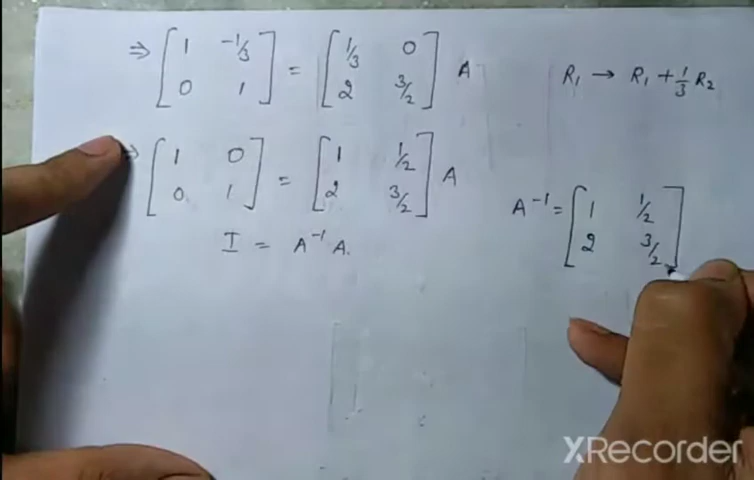 ⇒ [1 -1/3; 0 1] = [1/3 0; 2 3/2] A
R₁ → R₁ + 1/3 R₂
⇒ [1 0; 0 1] = [1 1/2; 2 3/2] A
I = A⁻¹ A.
A⁻¹ = [1 1/2; 2 3/2]
XRecorder